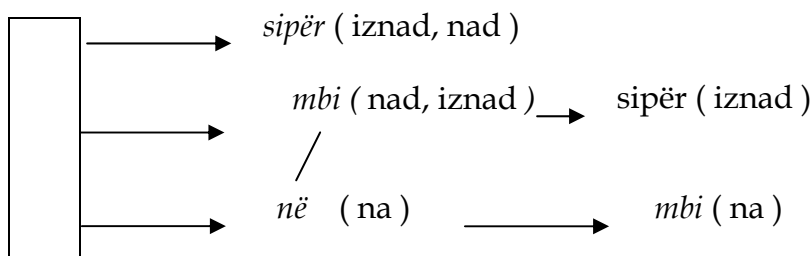 sipër ( iznad, nad )
mbi ( nad, iznad ) sipër ( iznad )
në ( na ) mbi ( na )